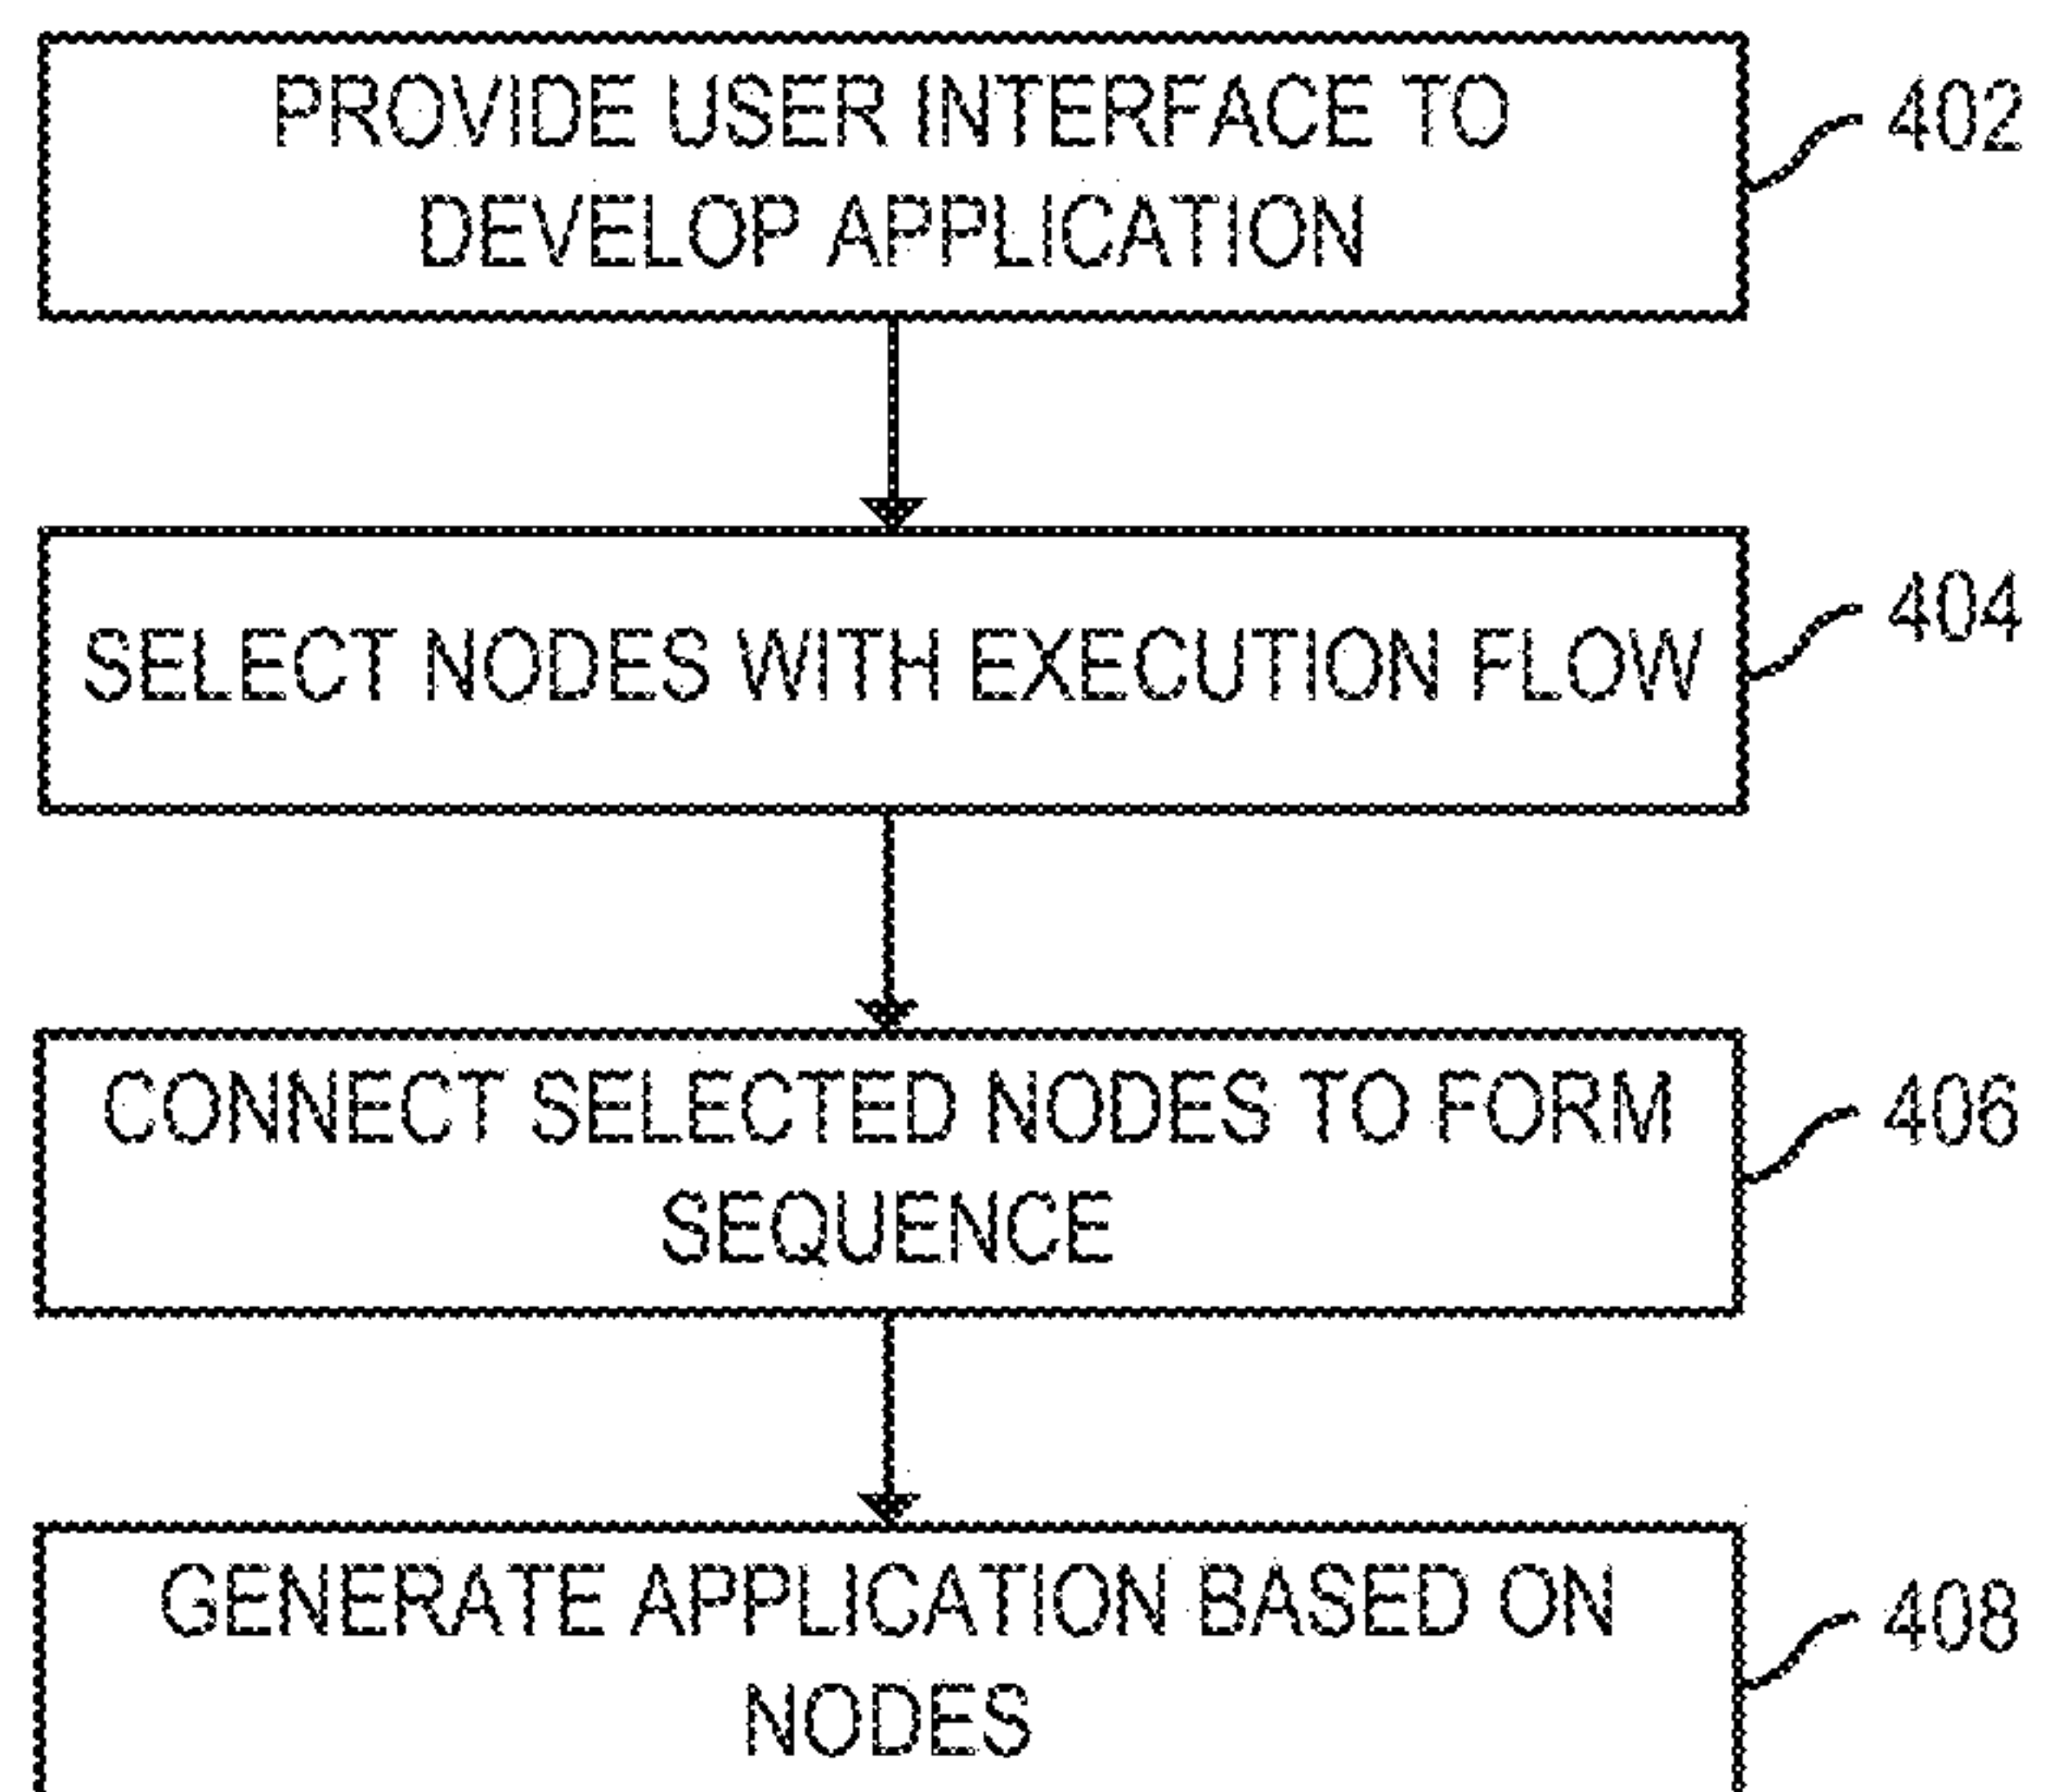 PROVIDE USER INTERFACE TO
DEVELOP APPLICATION
402
SELECT NODES WITH EXECUTION FLOW
404
CONNECT SELECTED NODES TO FORM
SEQUENCE
406
GENERATE APPLICATION BASED ON
NODES
408